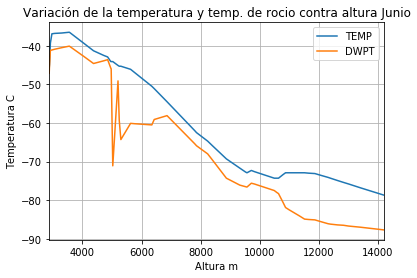 Variación de la temperatura y temp. de rocio contra altura Junio
TEMP
DWPT
−40
−50
−60
−70
−80
−90
Temperatura C
4000 6000 8000 10000 12000 14000
Altura m